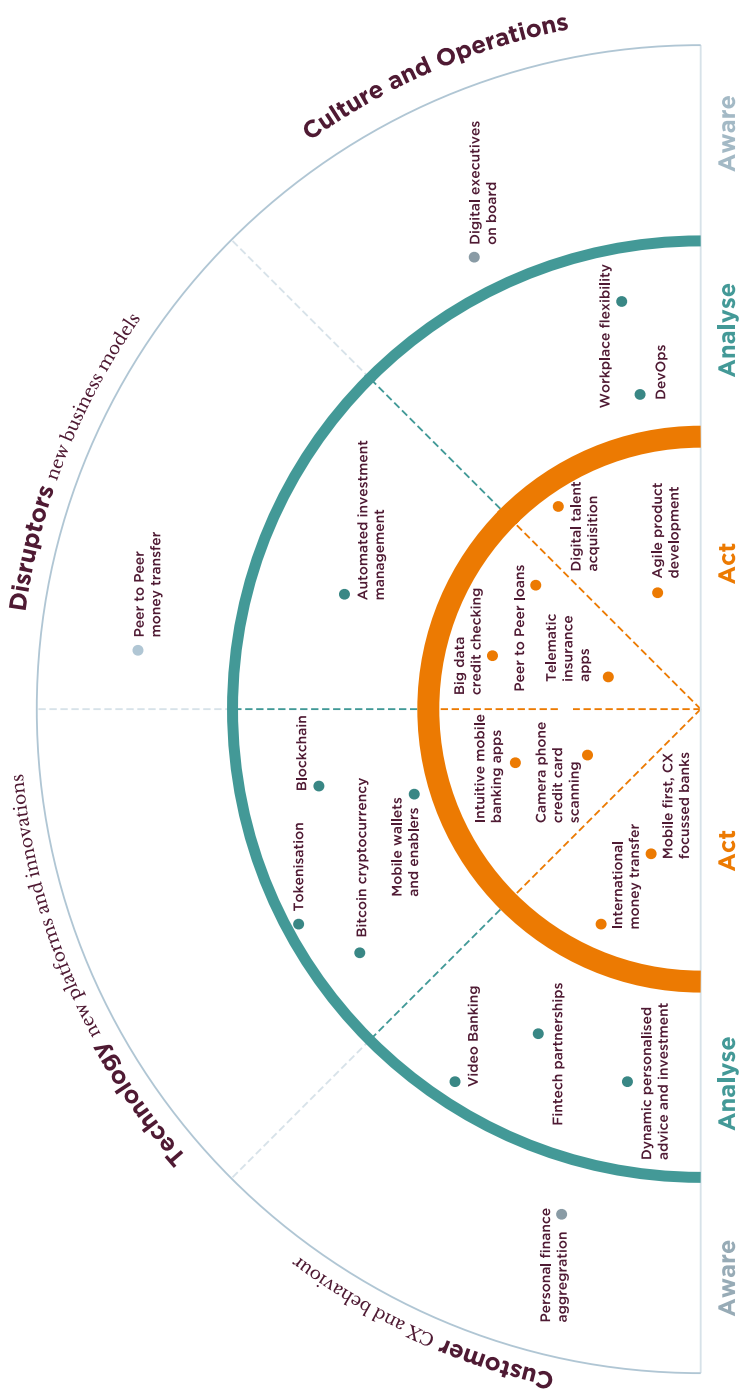 Customer CX and behaviour
Technology new platforms and innovations
Disruptors new business models
Culture and Operations
Personal finance
aggregration
Video Banking
Fintech partnerships
Dynamic personalised
advice and investment
International
money transfer
Mobile first, CX
focussed banks
Tokenisation
Blockchain
Bitcoin cryptocurrency
Mobile wallets
and enablers
Intuitive mobile
banking apps
Camera phone
credit card
scanning
Peer to Peer
money transfer
Automated investment
management
Big data
credit checking
Peer to Peer loans
Telematic
insurance
apps
Digital executives
on board
Workplace flexibility
DevOps
Digital talent
acquisition
Agile product
development
Aware
Analyse
Act
Act
Analyse
Aware